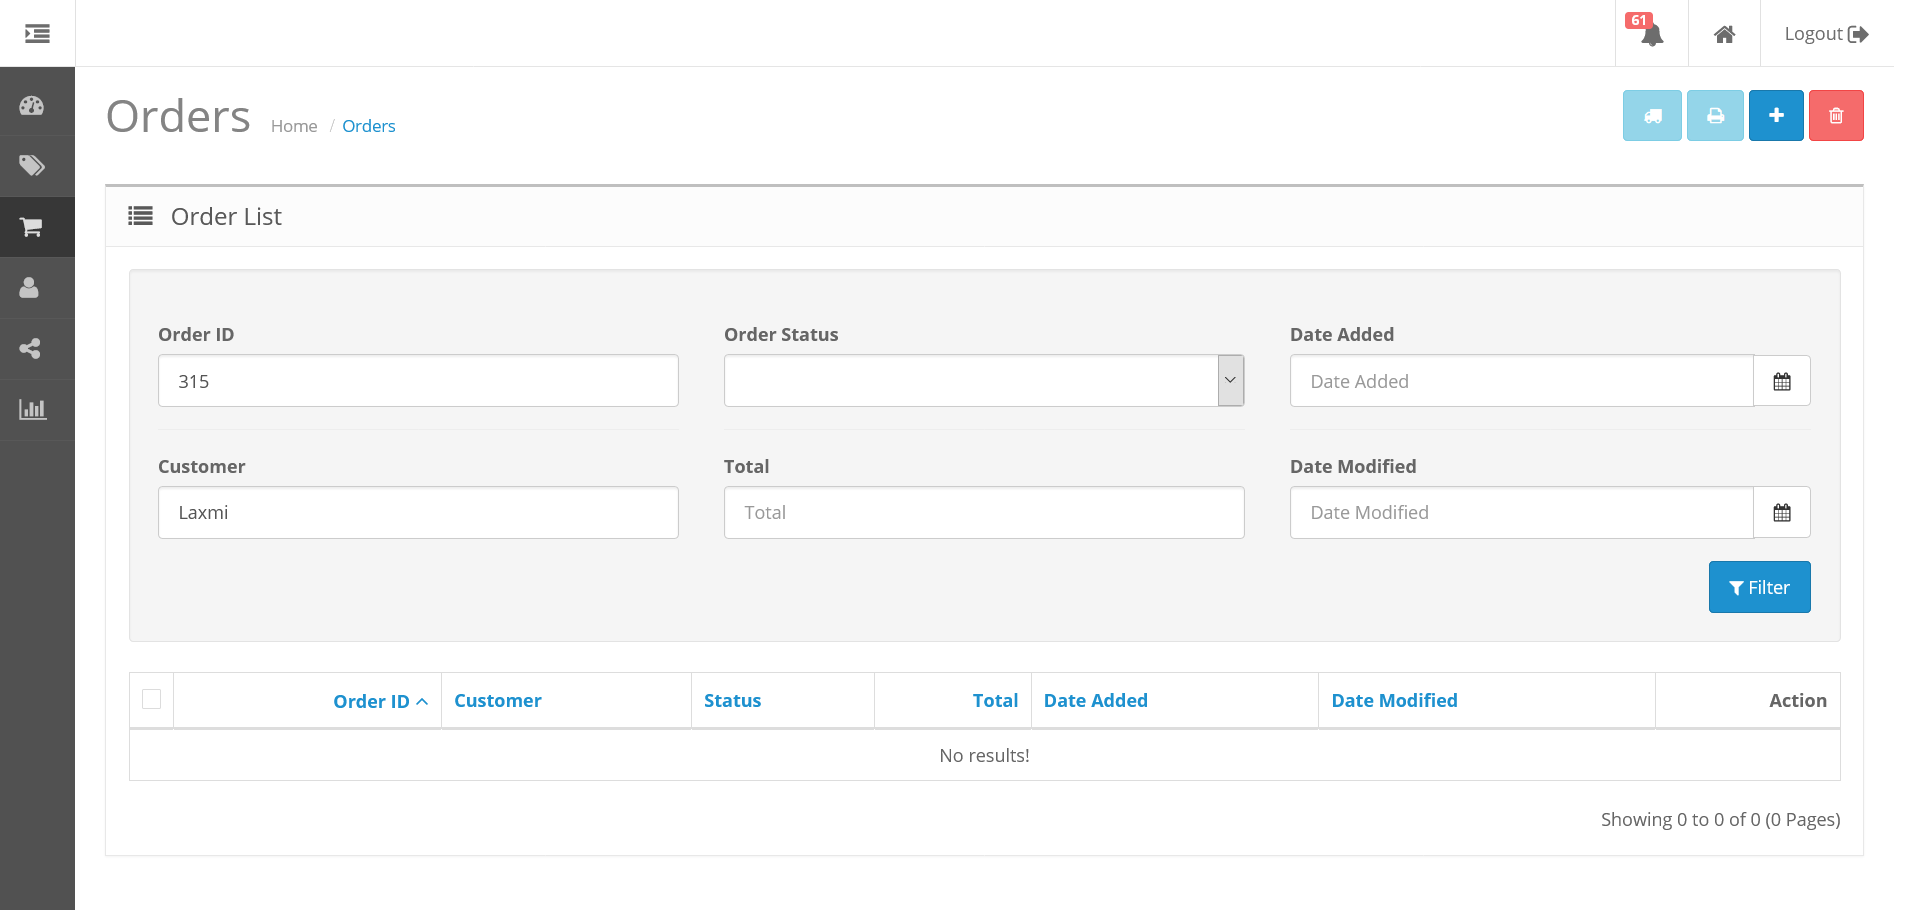 61
Logout
Orders
Home / Orders
Order List
Order ID
Order Status
Date Added
315
Date Added
Customer
Total
Date Modified
Laxmi
Total
Date Modified
Filter
Order ID Customer Status Total Date Added Date Modified Action
No results!
Showing 0 to 0 of 0 (0 Pages)